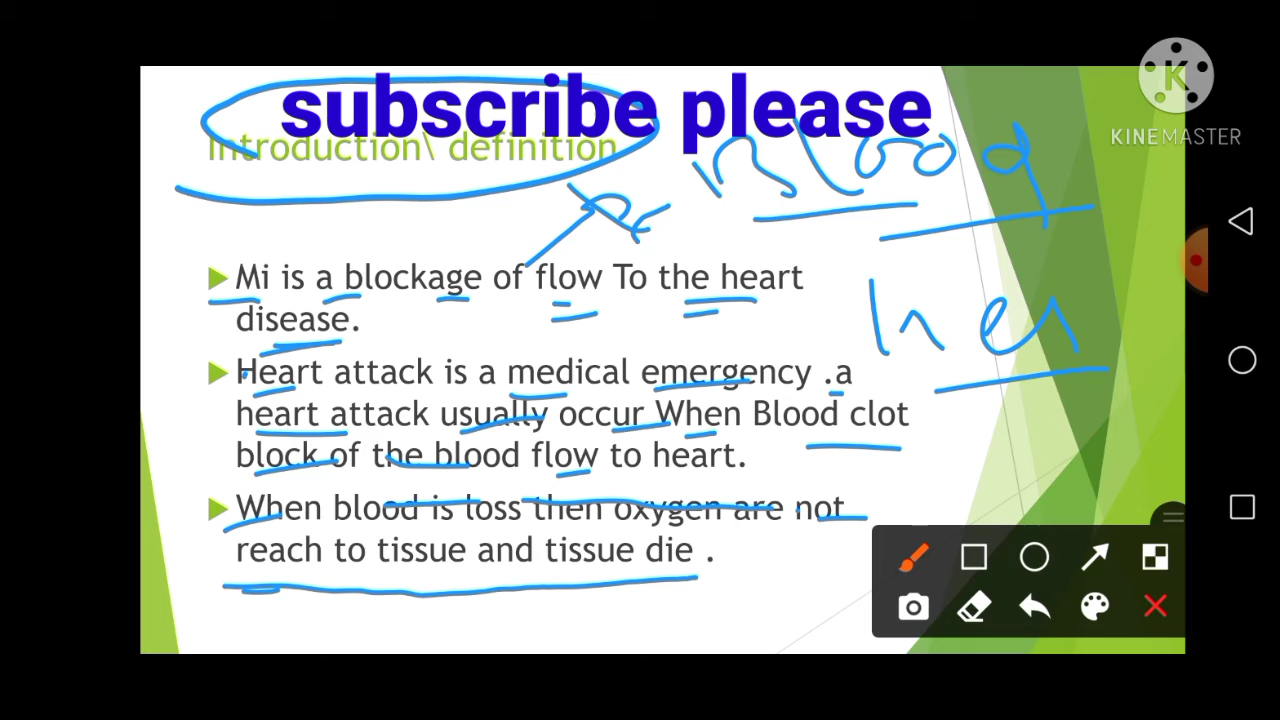 subscribe please
KINEMASTER
Introduction\ definition
Blood
Mi is a blockage of flow To the heart
disease.
Heart attack is a medical emergency .a
heart attack usually occur When Blood clot
block of the blood flow to heart.
When blood is loss then oxygen are not
reach to tissue and tissue die .